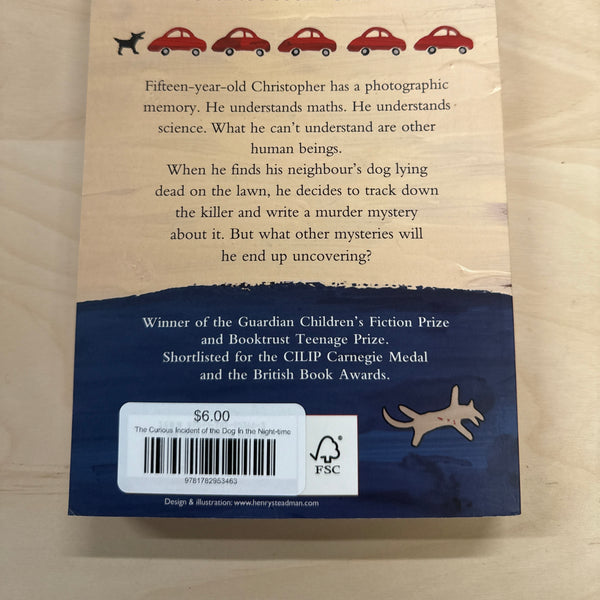 Fifteen-year-old Christopher has a photographic
memory. He understands maths. He understands
science. What he can't understand are other
human beings.
When he finds his neighbour's dog lying
dead on the lawn, he decides to track down
the killer and write a murder mystery
about it. But what other mysteries will
he end up uncovering?
Winner of the Guardian Children's Fiction Prize
and Booktrust Teenage Prize.
Shortlisted for the CILIP Carnegie Medal
and the British Book Awards.
$6.00
The Curious Incident of the Dog In the Night-time
9781782953463
FSC
Design & illustration: www.henrysteadman.com